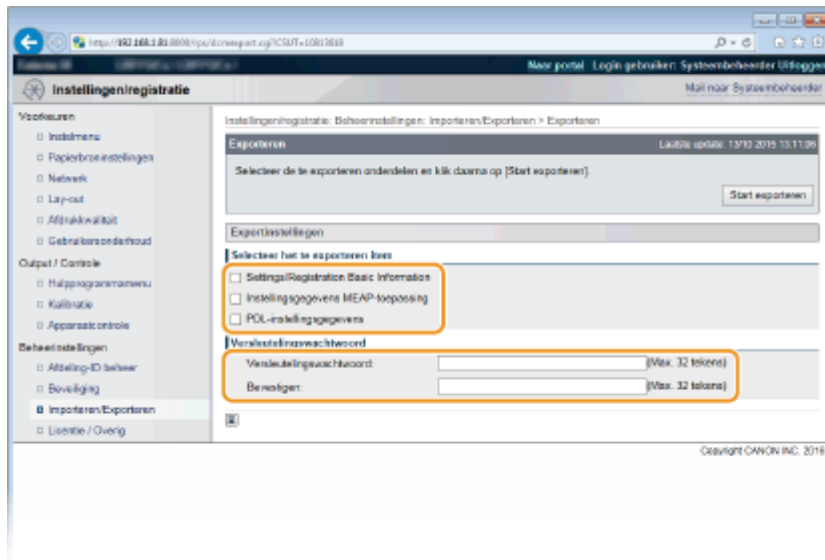 Naar portal Login gebruiker: Systeembeheerder Uitloggen
Instellingen/registratie
Mail naar Systeembeheerder
Voorkeuren
Instelmenu
Papierbroninstellingen
Netwerk
Lay-out
Afdrukkwaliteit
Gebruikersonderhoud
Output / Controle
Hulpprogrammamenu
Kalibratie
Apparaatcontrole
Beheerinstellingen
Afdeling-ID beheer
Beveiliging
Importeren/Exporteren
Licentie / Overig
Instellingen/registratie: Beheerinstellingen: Importeren/Exporteren > Exporteren
Exporteren
Laatste update: 13/10 2015 13:11:06
Selecteer de te exporteren onderdelen en klik daarna op [Start exporteren].
Start exporteren
Exportinstellingen
Selecteer het te exporteren item
Settings/Registration Basic Information
Instellingsgegevens MEAP-toepassing
PDL-instellingsgegevens
Versleutelingswachtwoord
Versleutelingswachtwoord:
(Max. 32 tekens)
Bevestigen:
(Max. 32 tekens)
Copyright CANON INC. 2016